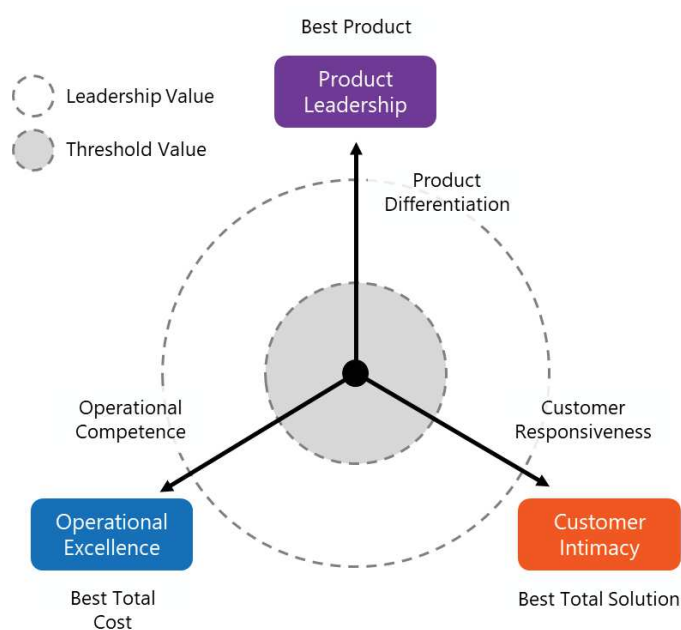 Best Product
Product
Leadership
Leadership Value
Threshold Value
Product
Differentiation
Operational
Competence
Customer
Responsiveness
Operational
Excellence
Customer
Intimacy
Best Total
Cost
Best Total Solution